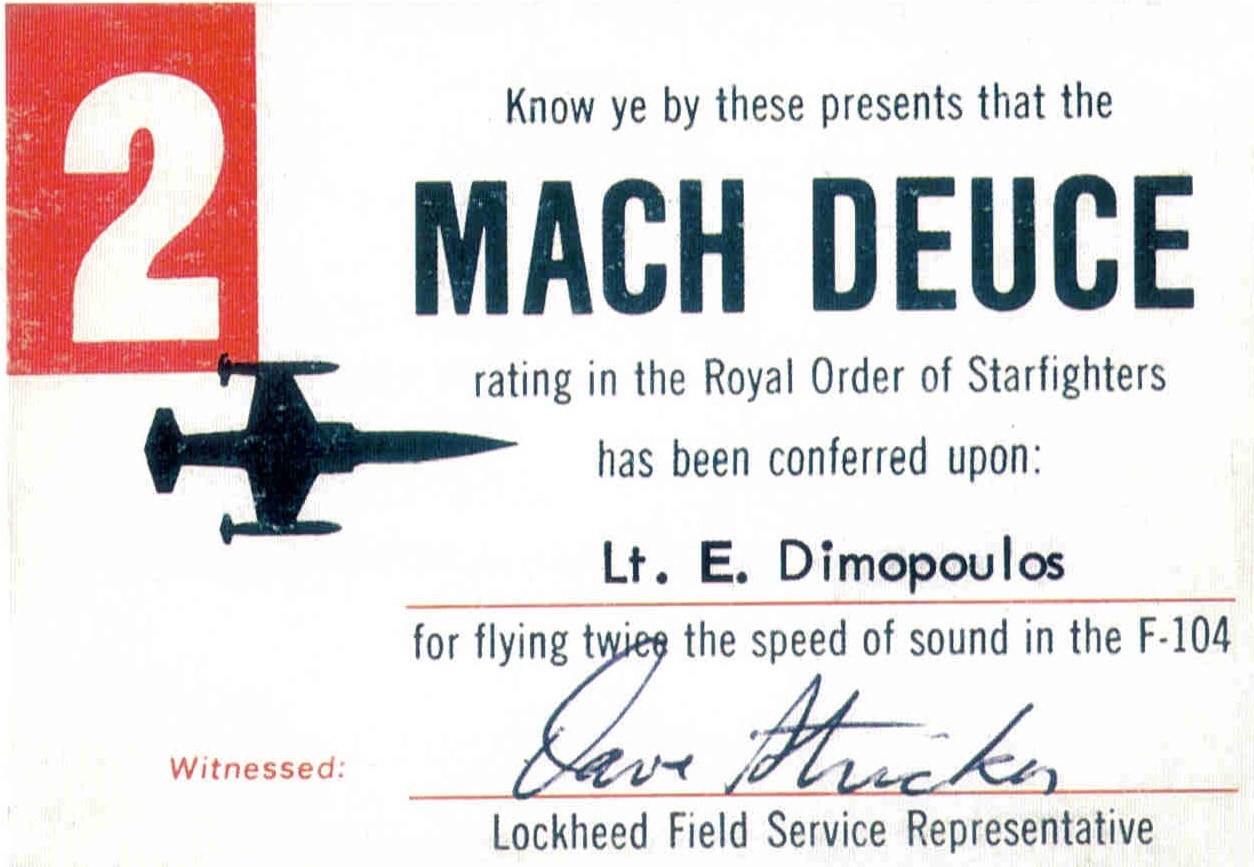 2
Know ye by these presents that the
MACH DEUCE
rating in the Royal Order of Starfighters
has been conferred upon:
Lt. E. Dimopoulos
for flying twice the speed of sound in the F-104
Witnessed: Dave Stricker
Lockheed Field Service Representative